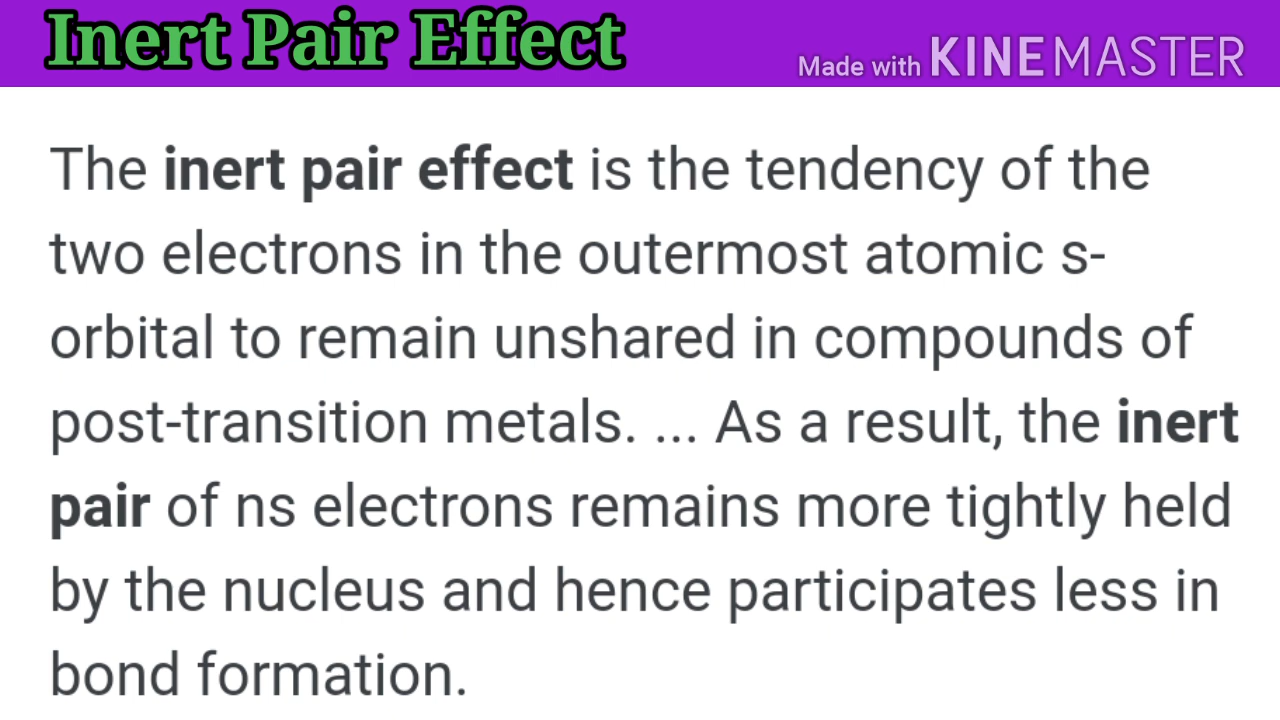 Inert Pair Effect
Made with KINEMASTER
The inert pair effect is the tendency of the
two electrons in the outermost atomic s-
orbital to remain unshared in compounds of
post-transition metals. ... As a result, the inert
pair of ns electrons remains more tightly held
by the nucleus and hence participates less in
bond formation.